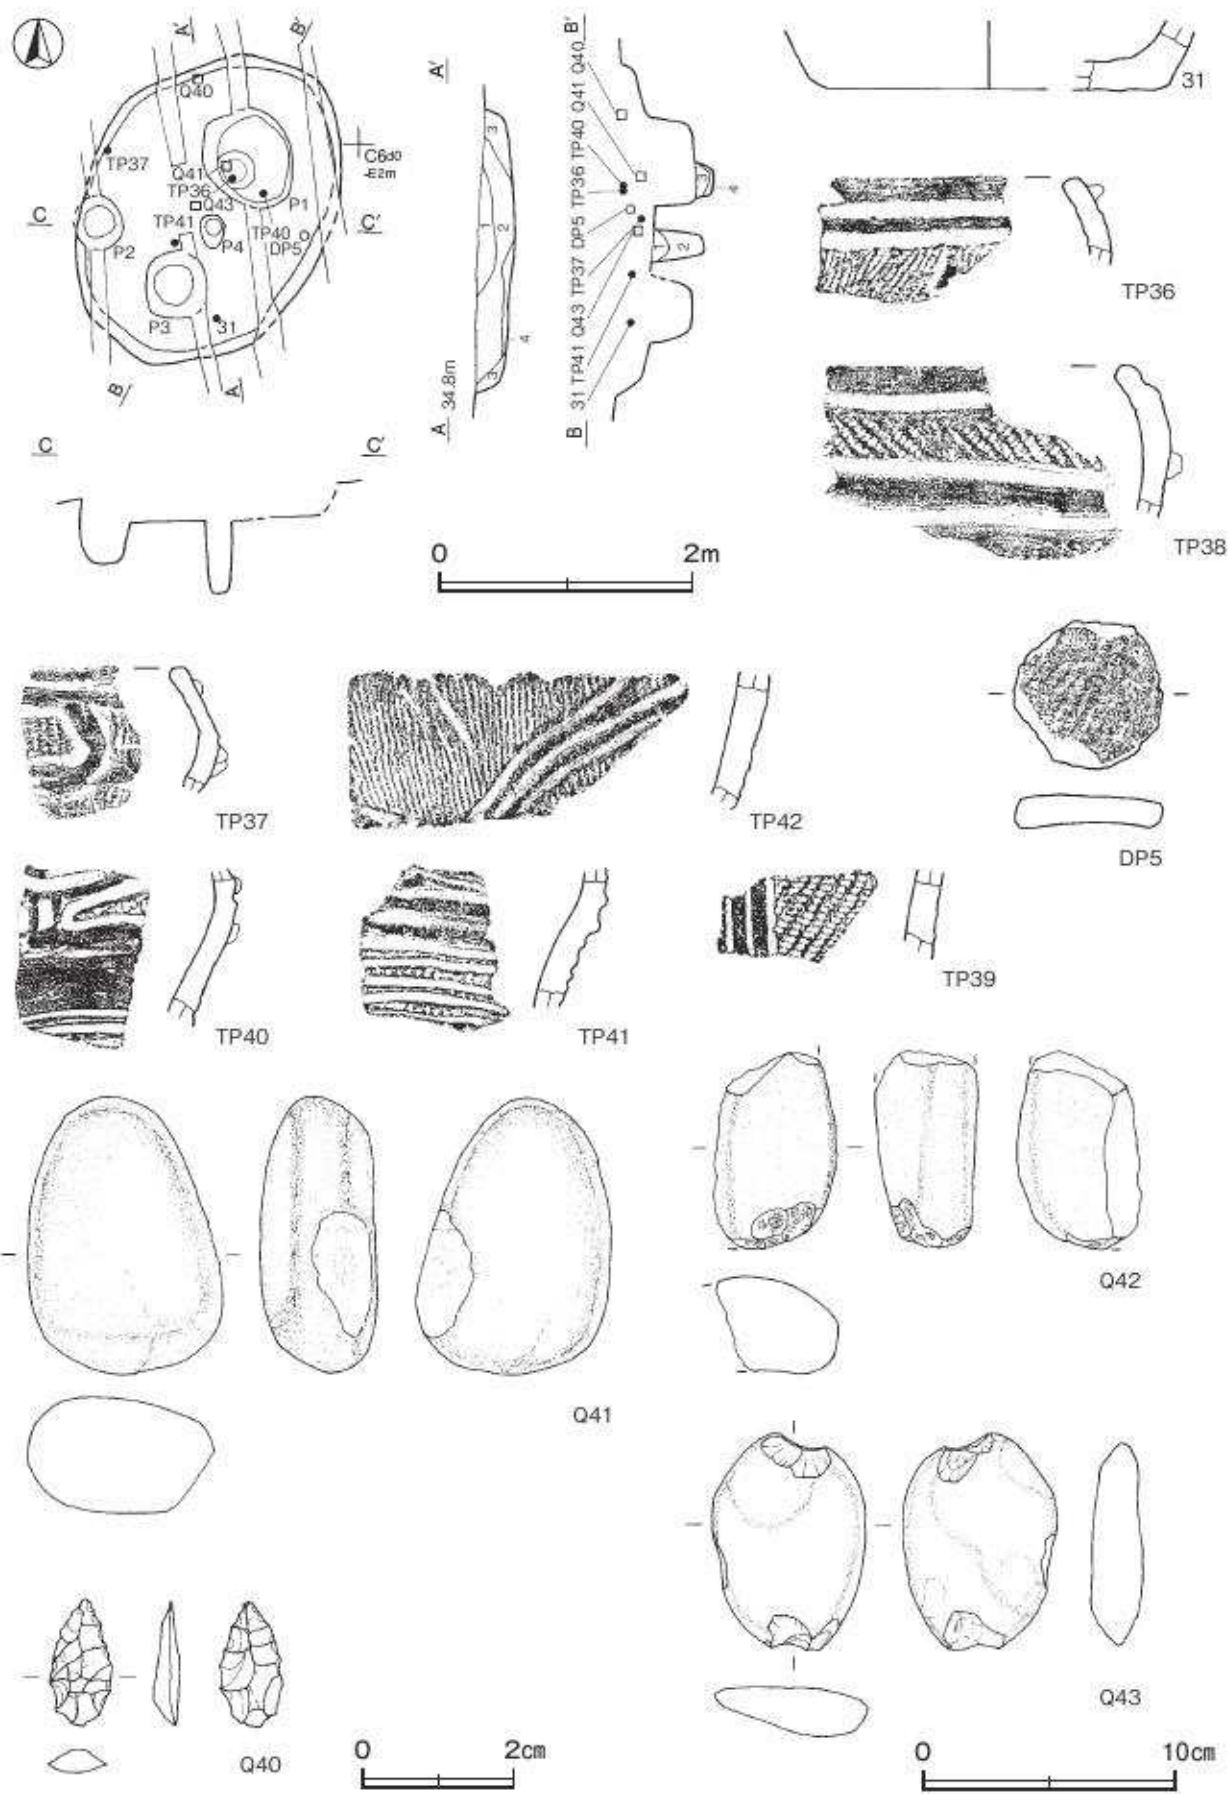 A′
B′
Q40
TP37
C6d0
-E2m
Q41
TP36
Q43
P1
C
C′
TP41
P4
TP40
DP5
P2
P3
31
B
A
A′
3
1
2
3
4
A 34.8m
B′
Q40
Q41
TP40
TP36
DP5
TP37
Q43
TP41
31
B
3
4
1
2
C
C′
0 2m
31
TP36
TP38
TP37
TP42
DP5
TP40
TP41
TP39
Q41
Q42
Q40
Q43
0 2cm
0 10cm